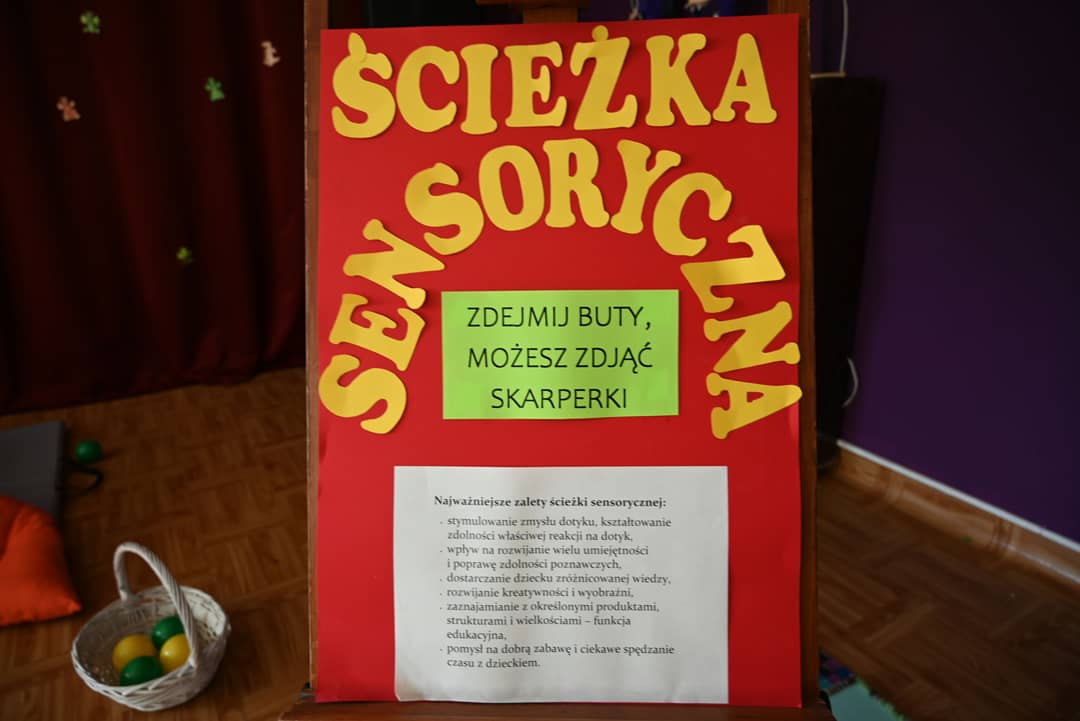 ŚCIEŻKA
SENSORYCZNA
ZDEJMIJ BUTY,
MOŻESZ ZDJĄĆ
SKARPERKI
Najważniejsze zalety ścieżki sensorycznej:
- stymulowanie zmysłu dotyku, kształtowanie
zdolności właściwej reakcji na dotyk,
- wpływ na rozwijanie wielu umiejętności
i poprawę zdolności poznawczych,
- dostarczanie dziecku zróżnicowanej wiedzy,
- rozwijanie kreatywności i wyobraźni,
- zaznajamianie z określonymi produktami,
strukturami i wielkościami – funkcja
edukacyjna,
- pomysł na dobrą zabawę i ciekawe spędzanie
czasu z dzieckiem.